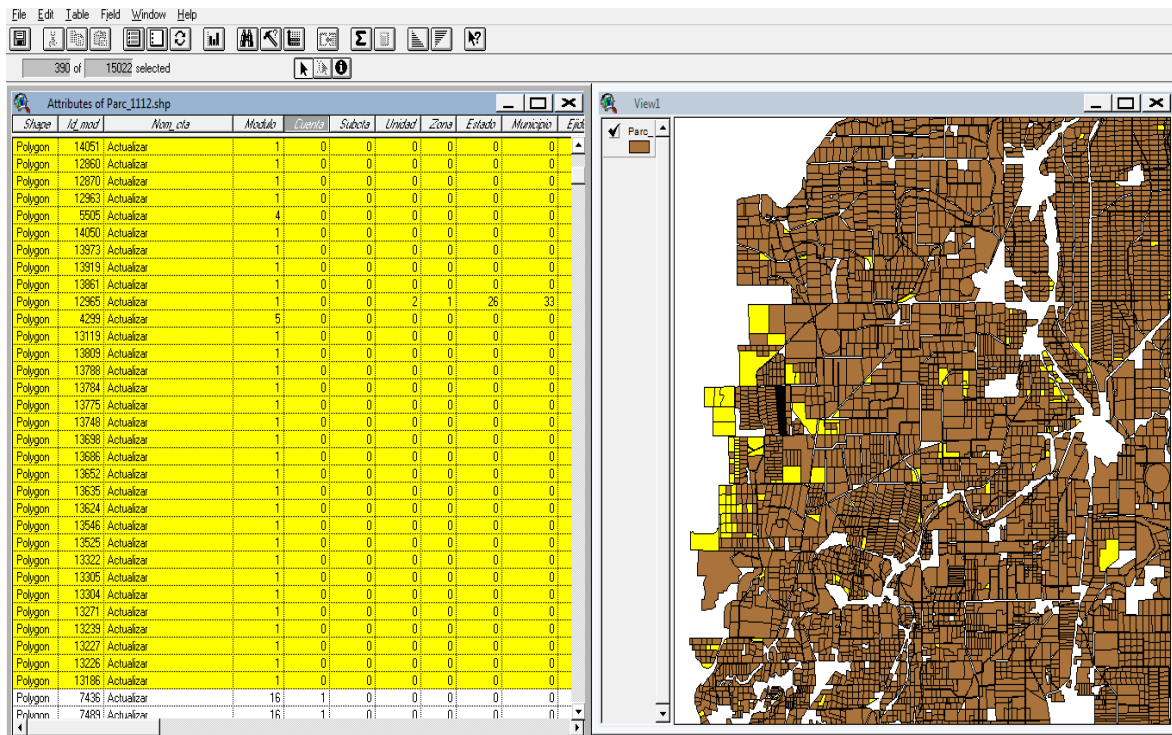 File Edit Table Field Window Help
390 of 15022 selected
Attributes of Parc_1112.shp
Shape Id_mod Nom_cta Modulo Cuenta Subcta Unidad Zona Estado Municipio Ejid
Polygon 14051 Actualizar 1 0 0 0 0 0 0
Polygon 12860 Actualizar 1 0 0 0 0 0 0
Polygon 12870 Actualizar 1 0 0 0 0 0 0
Polygon 12963 Actualizar 1 0 0 0 0 0 0
Polygon 5505 Actualizar 4 0 0 0 0 0 0
Polygon 14050 Actualizar 1 0 0 0 0 0 0
Polygon 13973 Actualizar 1 0 0 0 0 0 0
Polygon 13919 Actualizar 1 0 0 0 0 0 0
Polygon 13861 Actualizar 1 0 0 0 0 0 0
Polygon 12965 Actualizar 1 0 0 2 1 26 33
Polygon 4299 Actualizar 5 0 0 0 0 0 0
Polygon 13119 Actualizar 1 0 0 0 0 0 0
Polygon 13809 Actualizar 1 0 0 0 0 0 0
Polygon 13788 Actualizar 1 0 0 0 0 0 0
Polygon 13784 Actualizar 1 0 0 0 0 0 0
Polygon 13775 Actualizar 1 0 0 0 0 0 0
Polygon 13748 Actualizar 1 0 0 0 0 0 0
Polygon 13698 Actualizar 1 0 0 0 0 0 0
Polygon 13686 Actualizar 1 0 0 0 0 0 0
Polygon 13652 Actualizar 1 0 0 0 0 0 0
Polygon 13635 Actualizar 1 0 0 0 0 0 0
Polygon 13624 Actualizar 1 0 0 0 0 0 0
Polygon 13546 Actualizar 1 0 0 0 0 0 0
Polygon 13525 Actualizar 1 0 0 0 0 0 0
Polygon 13322 Actualizar 1 0 0 0 0 0 0
Polygon 13305 Actualizar 1 0 0 0 0 0 0
Polygon 13304 Actualizar 1 0 0 0 0 0 0
Polygon 13271 Actualizar 1 0 0 0 0 0 0
Polygon 13239 Actualizar 1 0 0 0 0 0 0
Polygon 13227 Actualizar 1 0 0 0 0 0 0
Polygon 13226 Actualizar 1 0 0 0 0 0 0
Polygon 13186 Actualizar 1 0 0 0 0 0 0
Polygon 7436 Actualizar 16 1 0 0 0 0 0
Polygon 7489 Actualizar 16 1 0 0 0 0 0
View1
Parc_